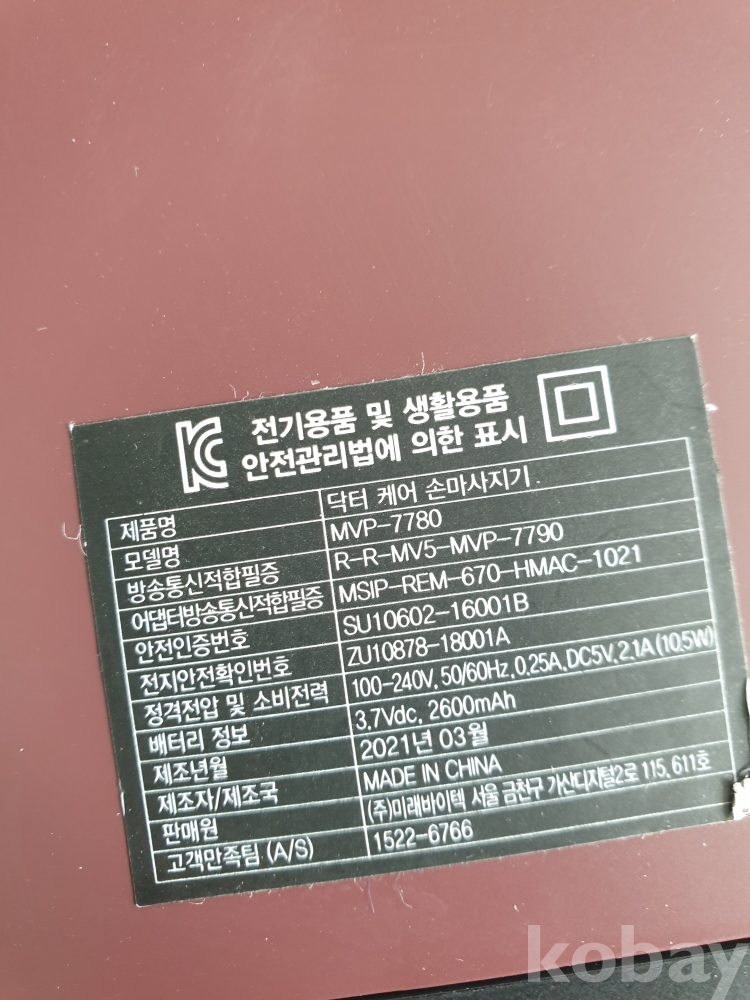 전기용품 및 생활용품
안전관리법에 의한 표시
제품명 닥터 케어 손마사지기
모델명 MVP-7780
방송통신적합필증 R-R-MV5-MVP-7790
어댑터방송통신적합필증 MSIP-REM-670-HMAC-1021
안전인증번호 SU10602-16001B
전지안전확인번호 ZU10878-18001A
정격전압 및 소비전력 100-240V, 50/60Hz, 0.25A, DC5V, 2.1A (10.5W)
배터리 정보 3.7Vdc, 2600mAh
제조년월 2021년 03월
제조자/제조국 MADE IN CHINA
판매원 (주)미래바이텍 서울 금천구 가산디지털2로 115, 611호
고객만족팀 (A/S) 1522-6766
kobay